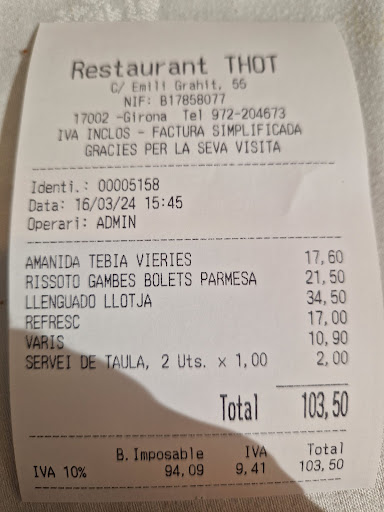 Restaurant THOT
C/ Emili Grahit, 55
NIF: B17858077
17002 -Girona Tel 972-204673
IVA INCLOS - FACTURA SIMPLIFICADA
GRACIES PER LA SEVA VISITA
Identi.: 00005158
Data: 16/03/24 15:45
Operari: ADMIN
AMANIDA TEBIA VIERIES 17,60
RISSOTO GAMBES BOLETS PARMESA 21,50
LLENGUADO LLOTJA 34,50
REFRESC 17,00
VARIS 10,90
SERVEI DE TAULA, 2 Uts. x 1,00 2,00
Total 103,50
B. Imposable IVA Total
IVA 10% 94,09 9,41 103,50